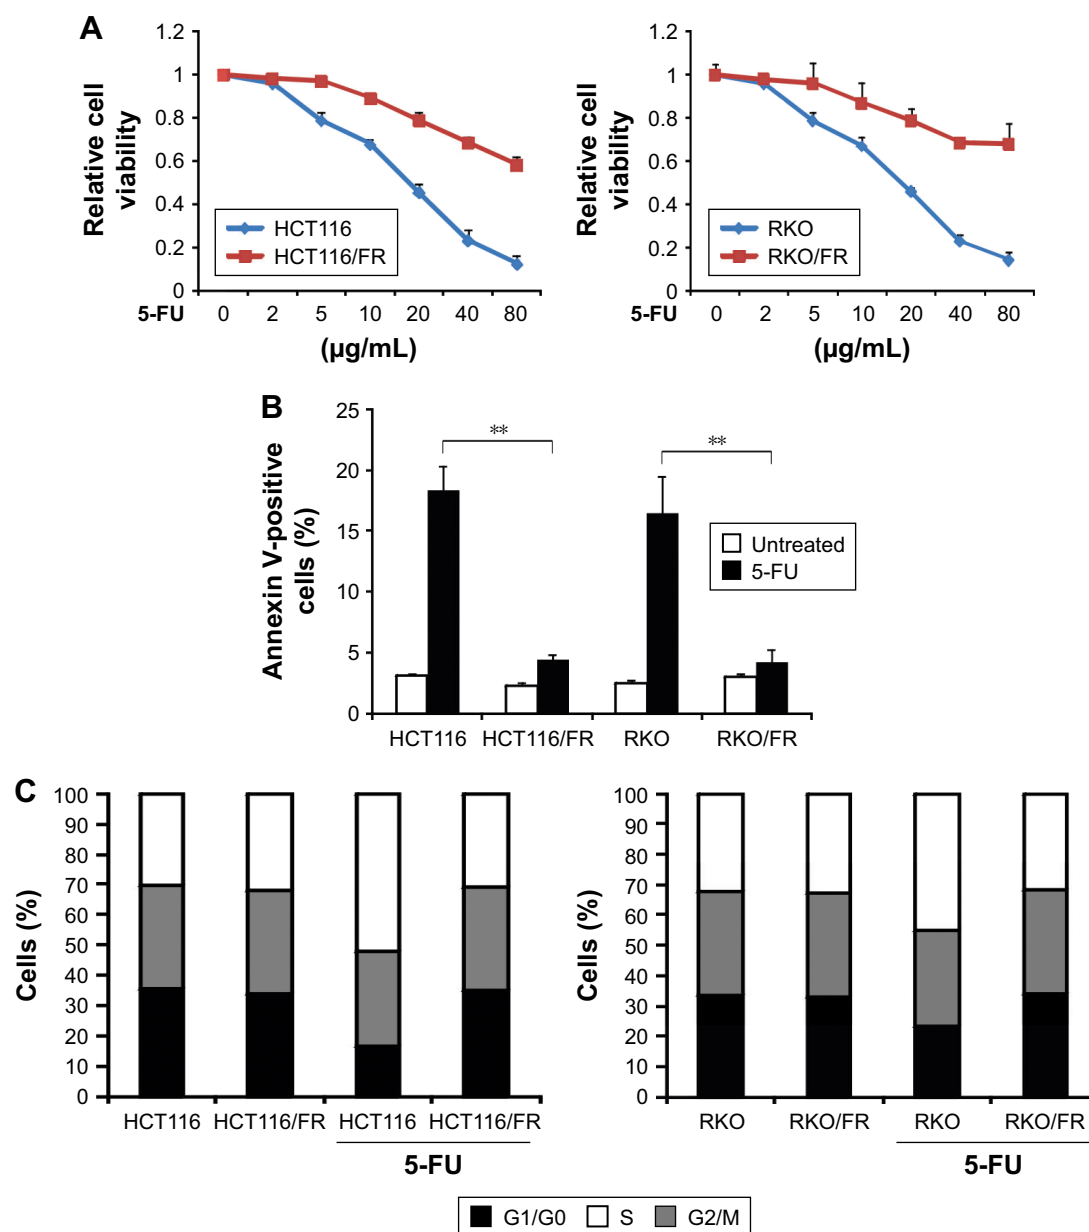 A
Relative cell
viability
1.2
1
0.8
0.6
0.4
0.2
0
HCT116
HCT116/FR
5-FU 0 2 5 10 20 40 80
(µg/mL)
Relative cell
viability
1.2
1
0.8
0.6
0.4
0.2
0
RKO
RKO/FR
5-FU 0 2 5 10 20 40 80
(µg/mL)
B
Annexin V-positive
cells (%)
25
20
15
10
5
0
** **
Untreated
5-FU
HCT116 HCT116/FR RKO RKO/FR
C
Cells (%)
100
90
80
70
60
50
40
30
20
10
0
HCT116 HCT116/FR HCT116 HCT116/FR
5-FU
Cells (%)
100
90
80
70
60
50
40
30
20
10
0
RKO RKO/FR RKO RKO/FR
5-FU
G1/G0 S G2/M